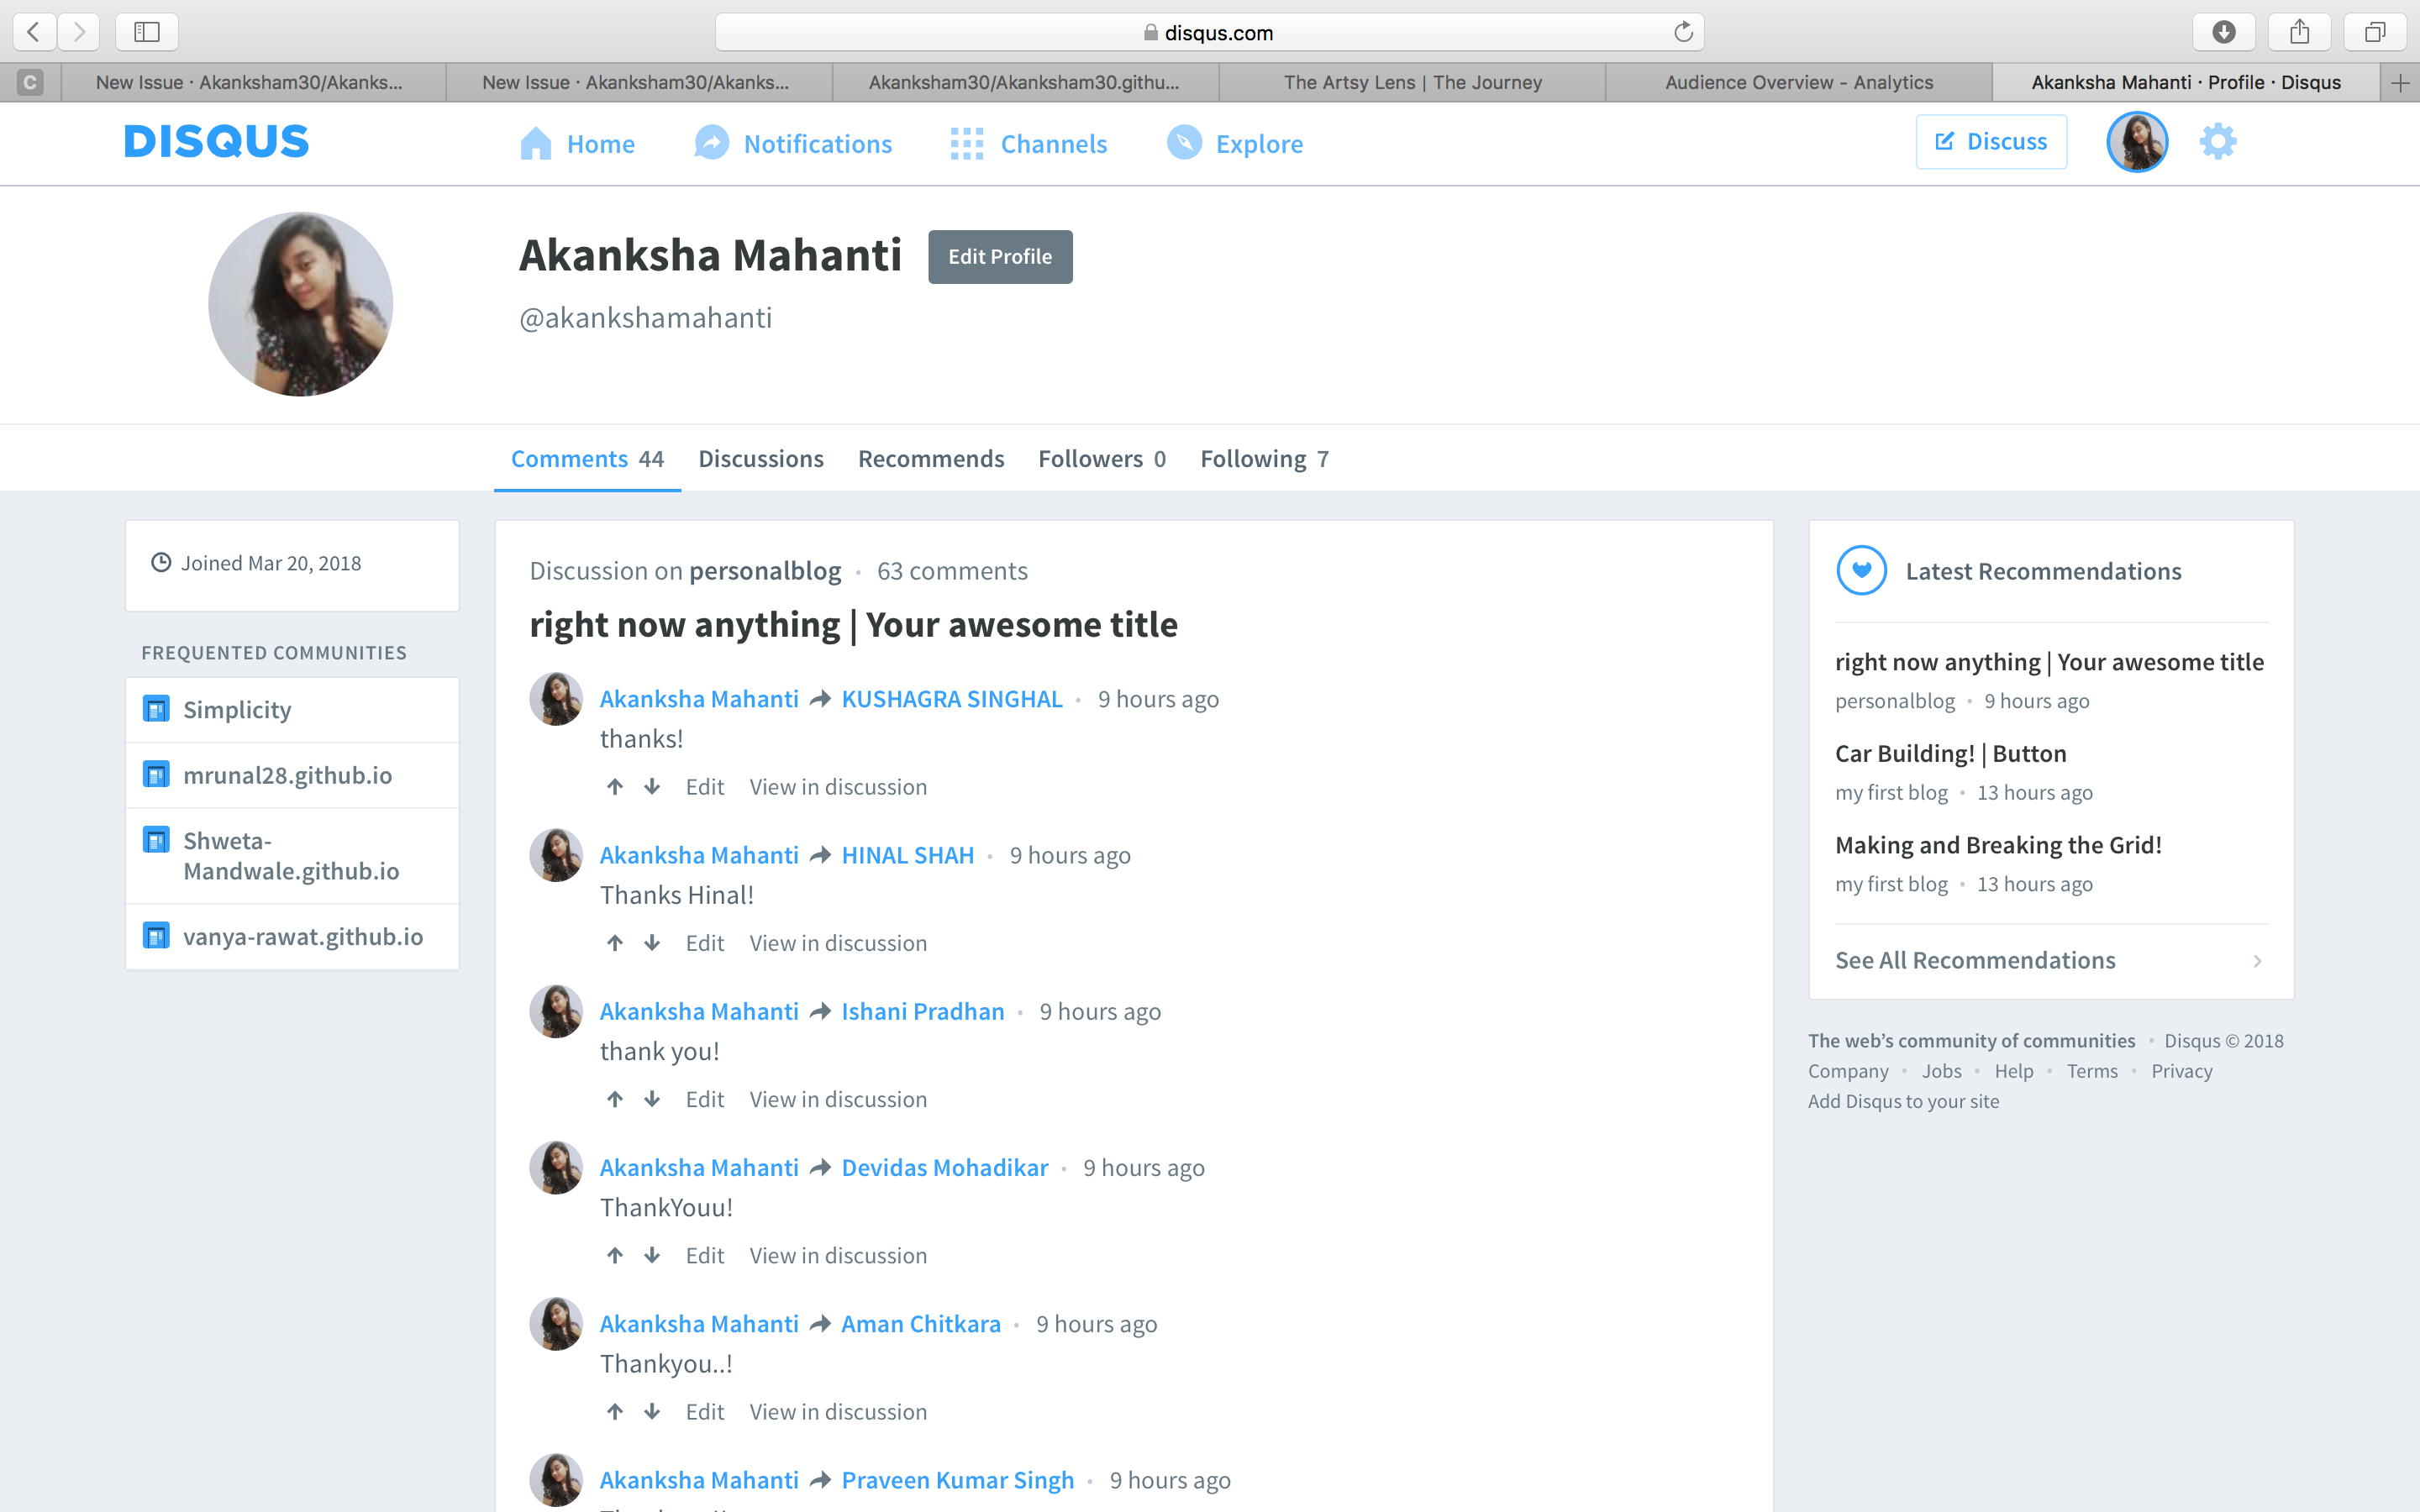 disqus.com
C
New Issue · Akanksham30/Akanks...
New Issue · Akanksham30/Akanks...
Akanksham30/Akanksham30.githu...
The Artsy Lens | The Journey
Audience Overview - Analytics
Akanksha Mahanti · Profile · Disqus
DISQUS
Home
Notifications
Channels
Explore
Discuss
Akanksha Mahanti
Edit Profile
@akankshamahanti
Comments 44
Discussions
Recommends
Followers 0
Following 7
Joined Mar 20, 2018
FREQUENTED COMMUNITIES
Simplicity
mrunal28.github.io
Shweta-
Mandwale.github.io
vanya-rawat.github.io
Discussion on personalblog • 63 comments
right now anything | Your awesome title
Akanksha Mahanti KUSHAGRA SINGHAL • 9 hours ago
thanks!
Edit View in discussion
Akanksha Mahanti HINAL SHAH • 9 hours ago
Thanks Hinal!
Edit View in discussion
Akanksha Mahanti Ishani Pradhan • 9 hours ago
thank you!
Edit View in discussion
Akanksha Mahanti Devidas Mohadikar • 9 hours ago
ThankYouu!
Edit View in discussion
Akanksha Mahanti Aman Chitkara • 9 hours ago
Thankyou..!
Edit View in discussion
Akanksha Mahanti Praveen Kumar Singh • 9 hours ago
Latest Recommendations
right now anything | Your awesome title
personalblog • 9 hours ago
Car Building! | Button
my first blog • 13 hours ago
Making and Breaking the Grid!
my first blog • 13 hours ago
See All Recommendations
The web's community of communities • Disqus © 2018
Company • Jobs • Help • Terms • Privacy
Add Disqus to your site